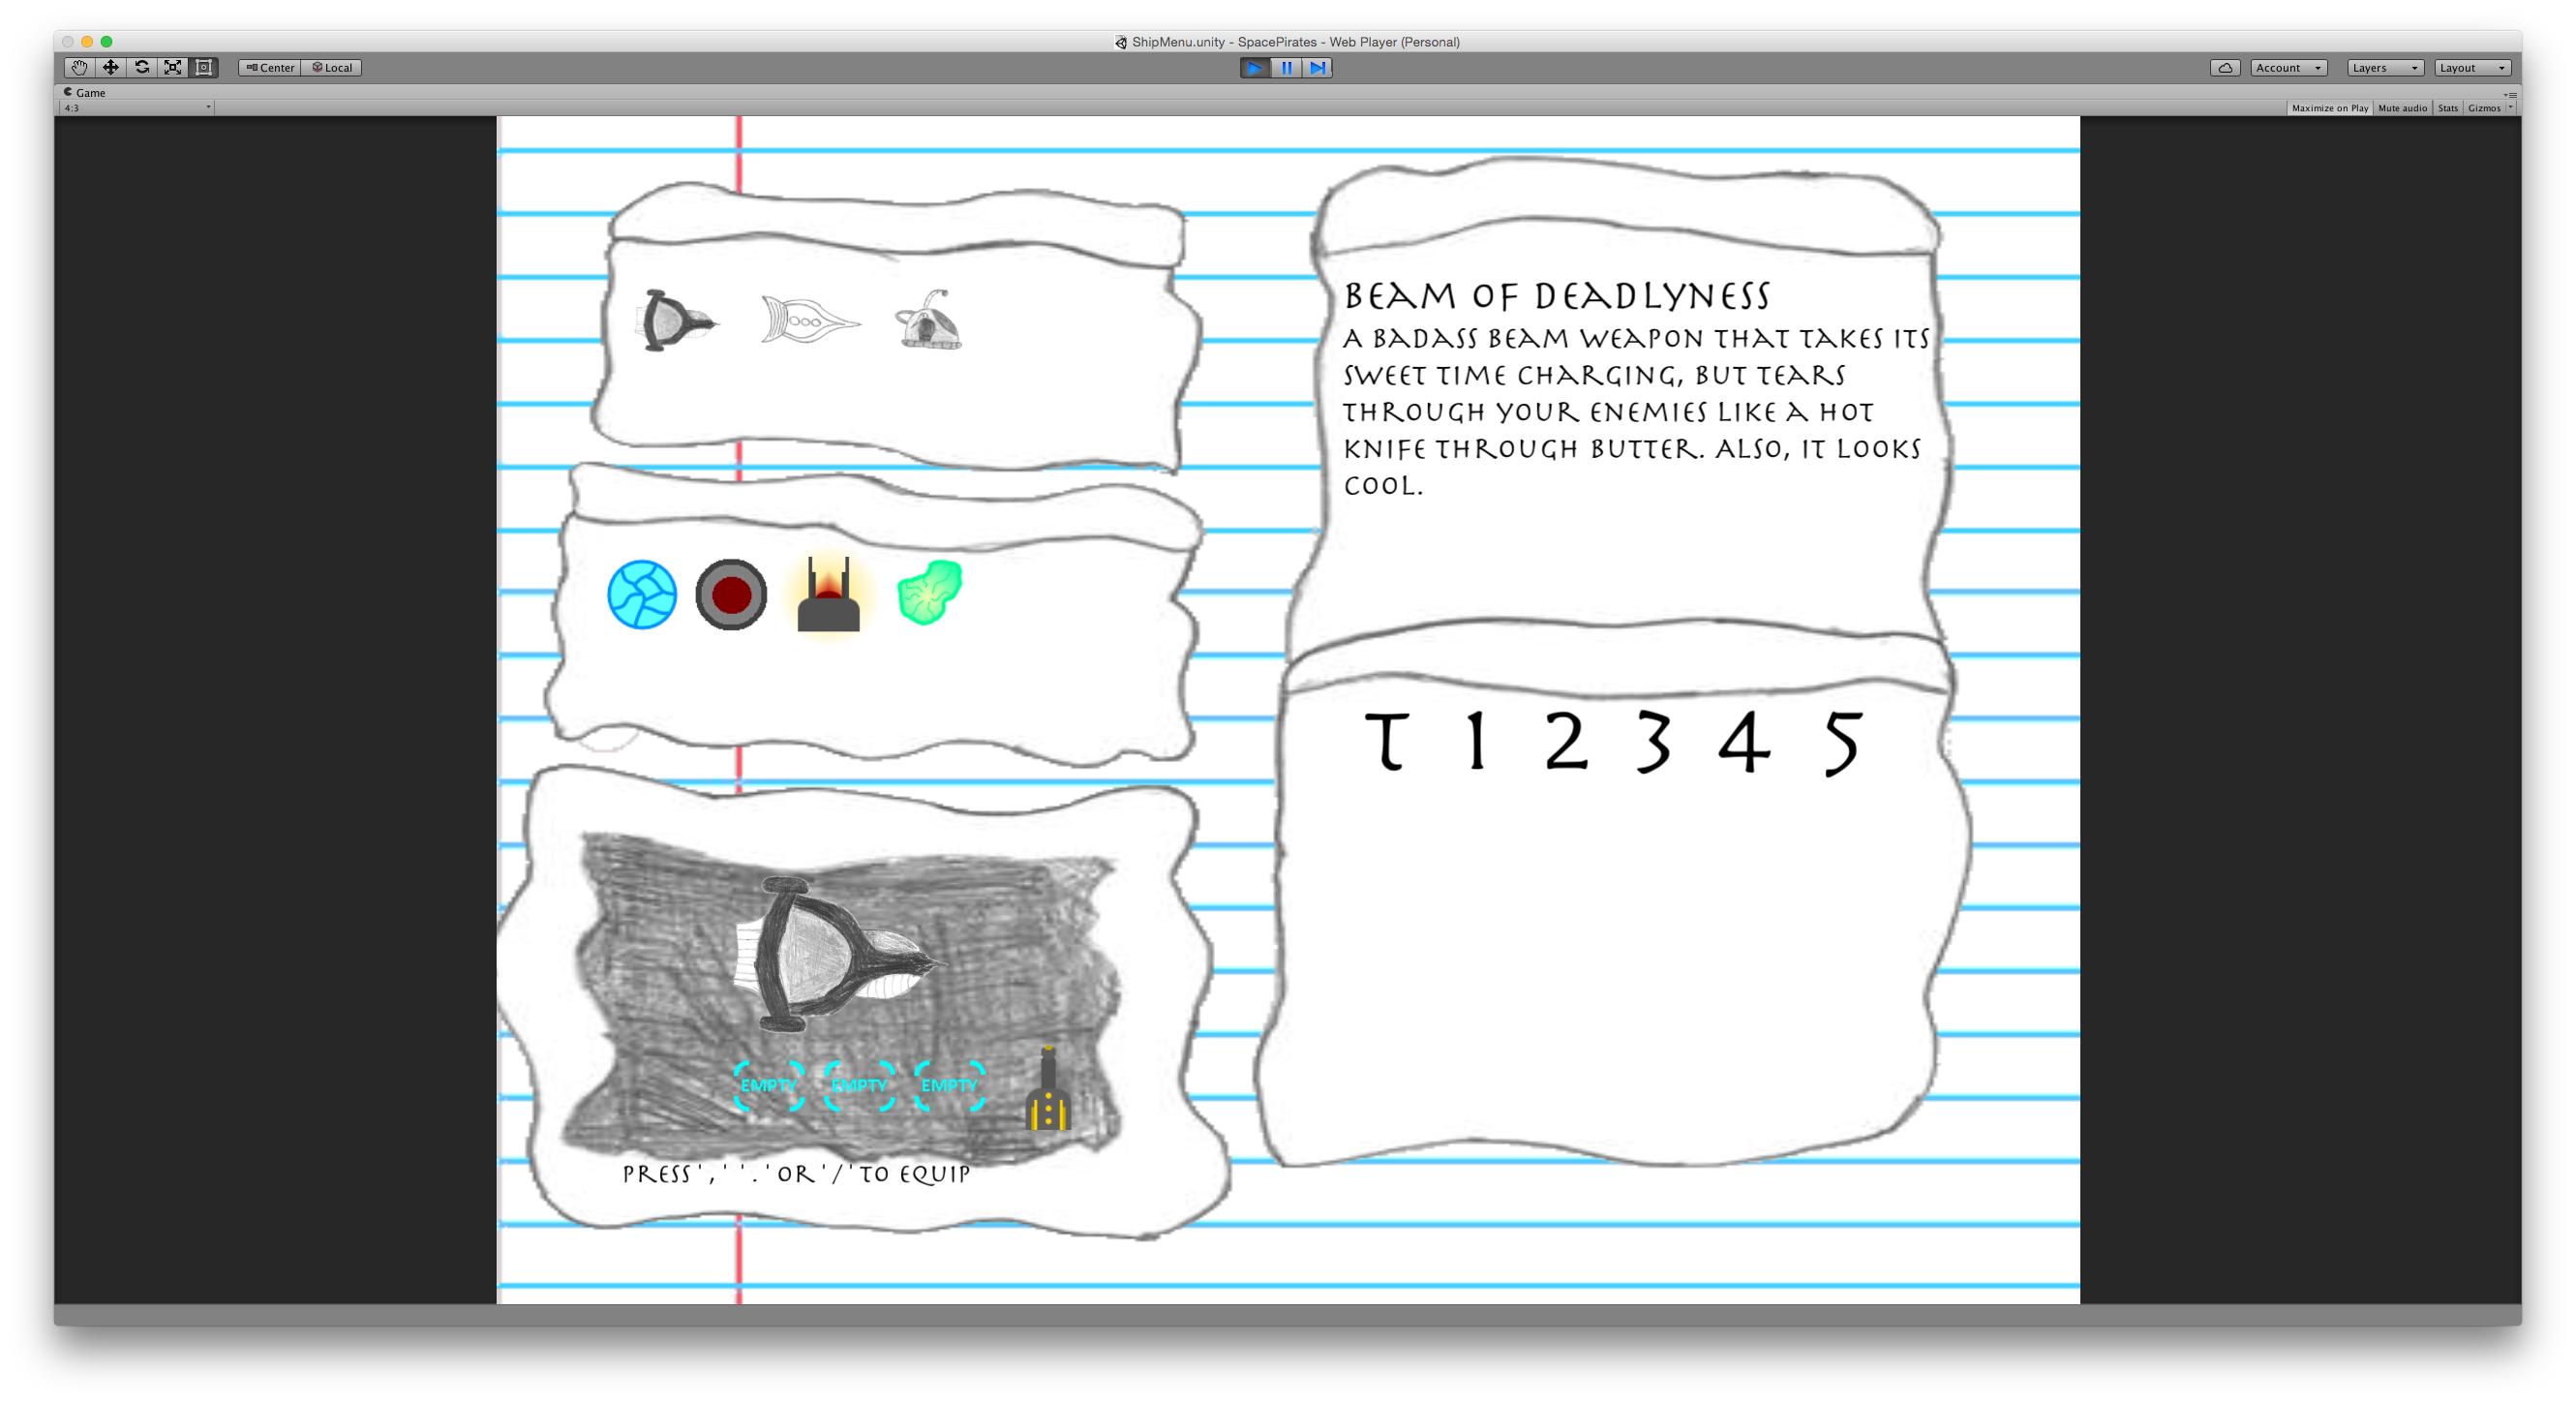 ShipMenu.unity - SpacePirates - Web Player (Personal)
Center Local
Account Layers Layout
Game
4:3
Maximize on Play Mute audio Stats Gizmos
BEAM OF DEADLYNESS
A BADASS BEAM WEAPON THAT TAKES ITS
SWEET TIME CHARGING, BUT TEARS
THROUGH YOUR ENEMIES LIKE A HOT
KNIFE THROUGH BUTTER. ALSO, IT LOOKS
COOL.
T 1 2 3 4 5
EMPTY EMPTY EMPTY
PRESS ',' '.' OR '/' TO EQUIP